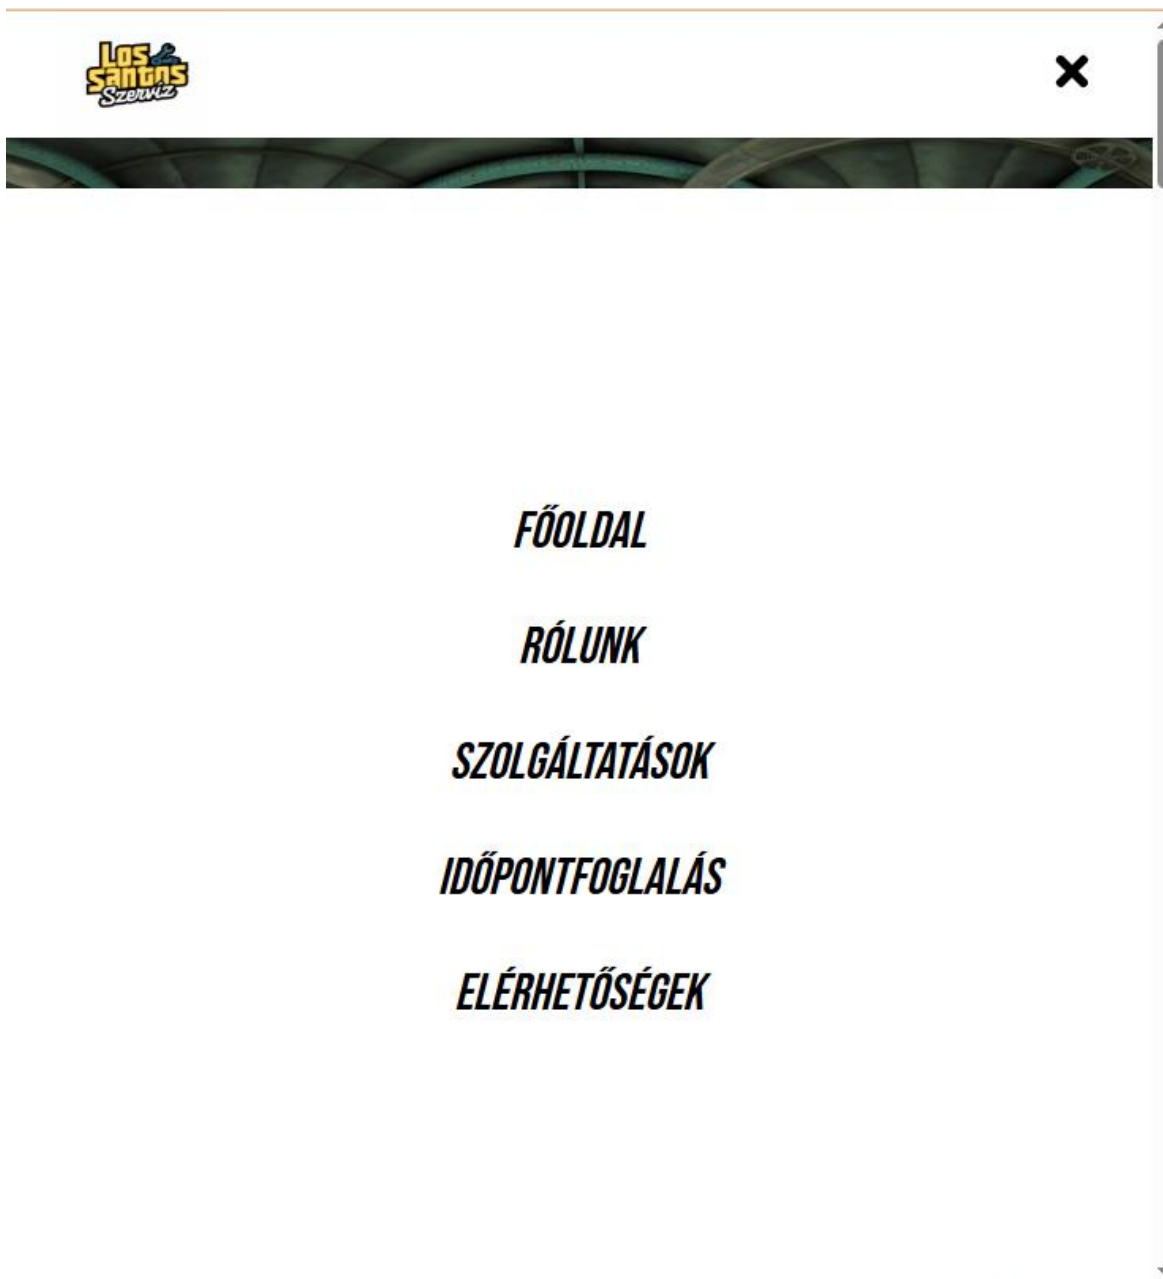 Los
Santos
Szerviz
FŐOLDAL
RÓLUNK
SZOLGÁLTATÁSOK
IDŐPONTFOGLALÁS
ELÉRHETŐSÉGEK